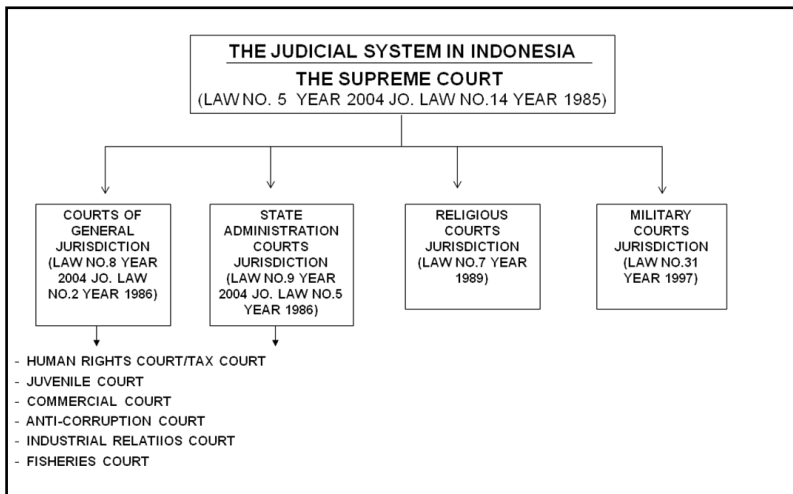 THE JUDICIAL SYSTEM IN INDONESIA
THE SUPREME COURT
(LAW NO. 5 YEAR 2004 JO. LAW NO.14 YEAR 1985)
COURTS OF
GENERAL
JURISDICTION
(LAW NO.8 YEAR
2004 JO. LAW
NO.2 YEAR 1986)
STATE
ADMINISTRATION
COURTS
JURISDICTION
(LAW NO.9 YEAR
2004 JO. LAW NO.5
YEAR 1986)
RELIGIOUS
COURTS
JURISDICTION
(LAW NO.7 YEAR
1989)
MILITARY
COURTS
JURISDICTION
(LAW NO.31
YEAR 1997)
- HUMAN RIGHTS COURT/TAX COURT
- JUVENILE COURT
- COMMERCIAL COURT
- ANTI-CORRUPTION COURT
- INDUSTRIAL RELATIIOS COURT
- FISHERIES COURT